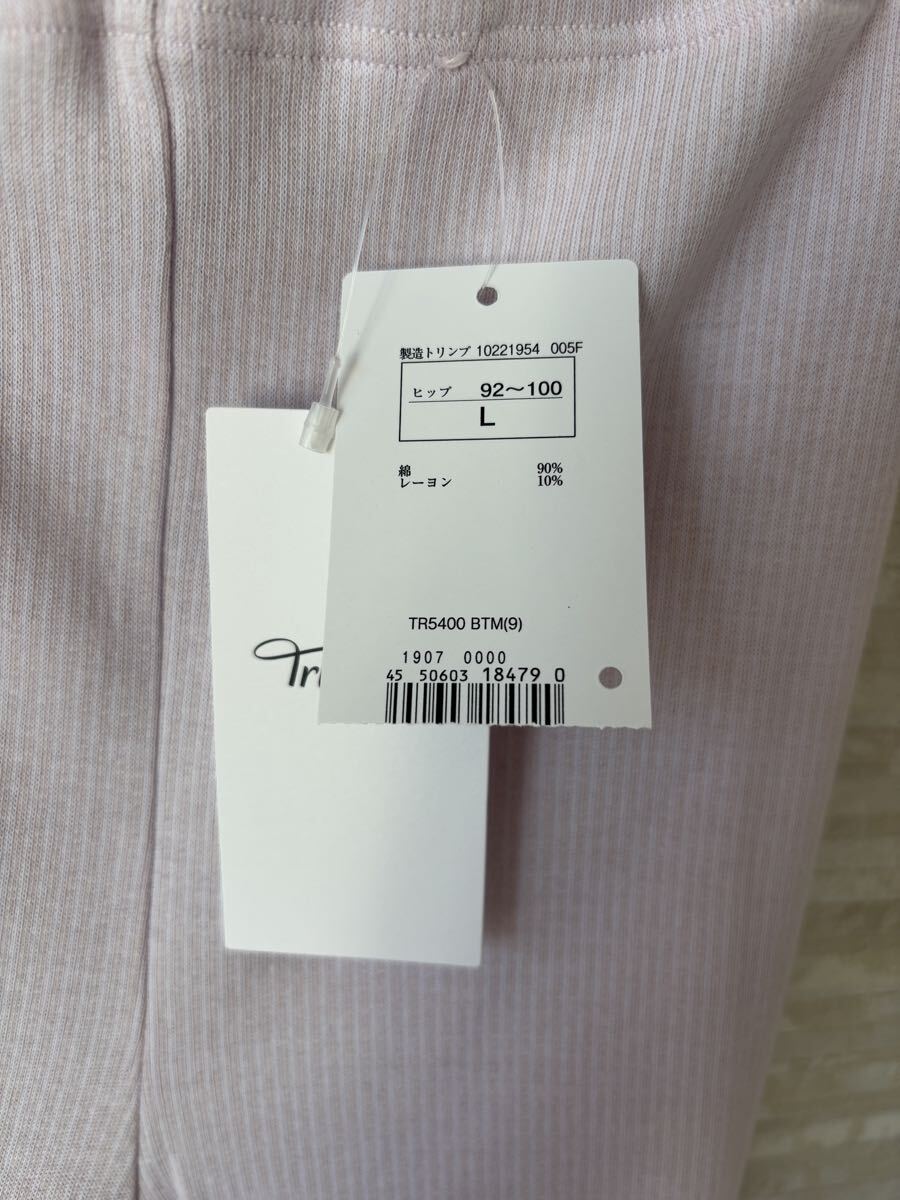 製造トリンプ 10221954 005F
ヒップ 92〜100
L
綿 90%
レーヨン 10%
TR5400 BTM(9)
1907 0000
45 50603 18479 0